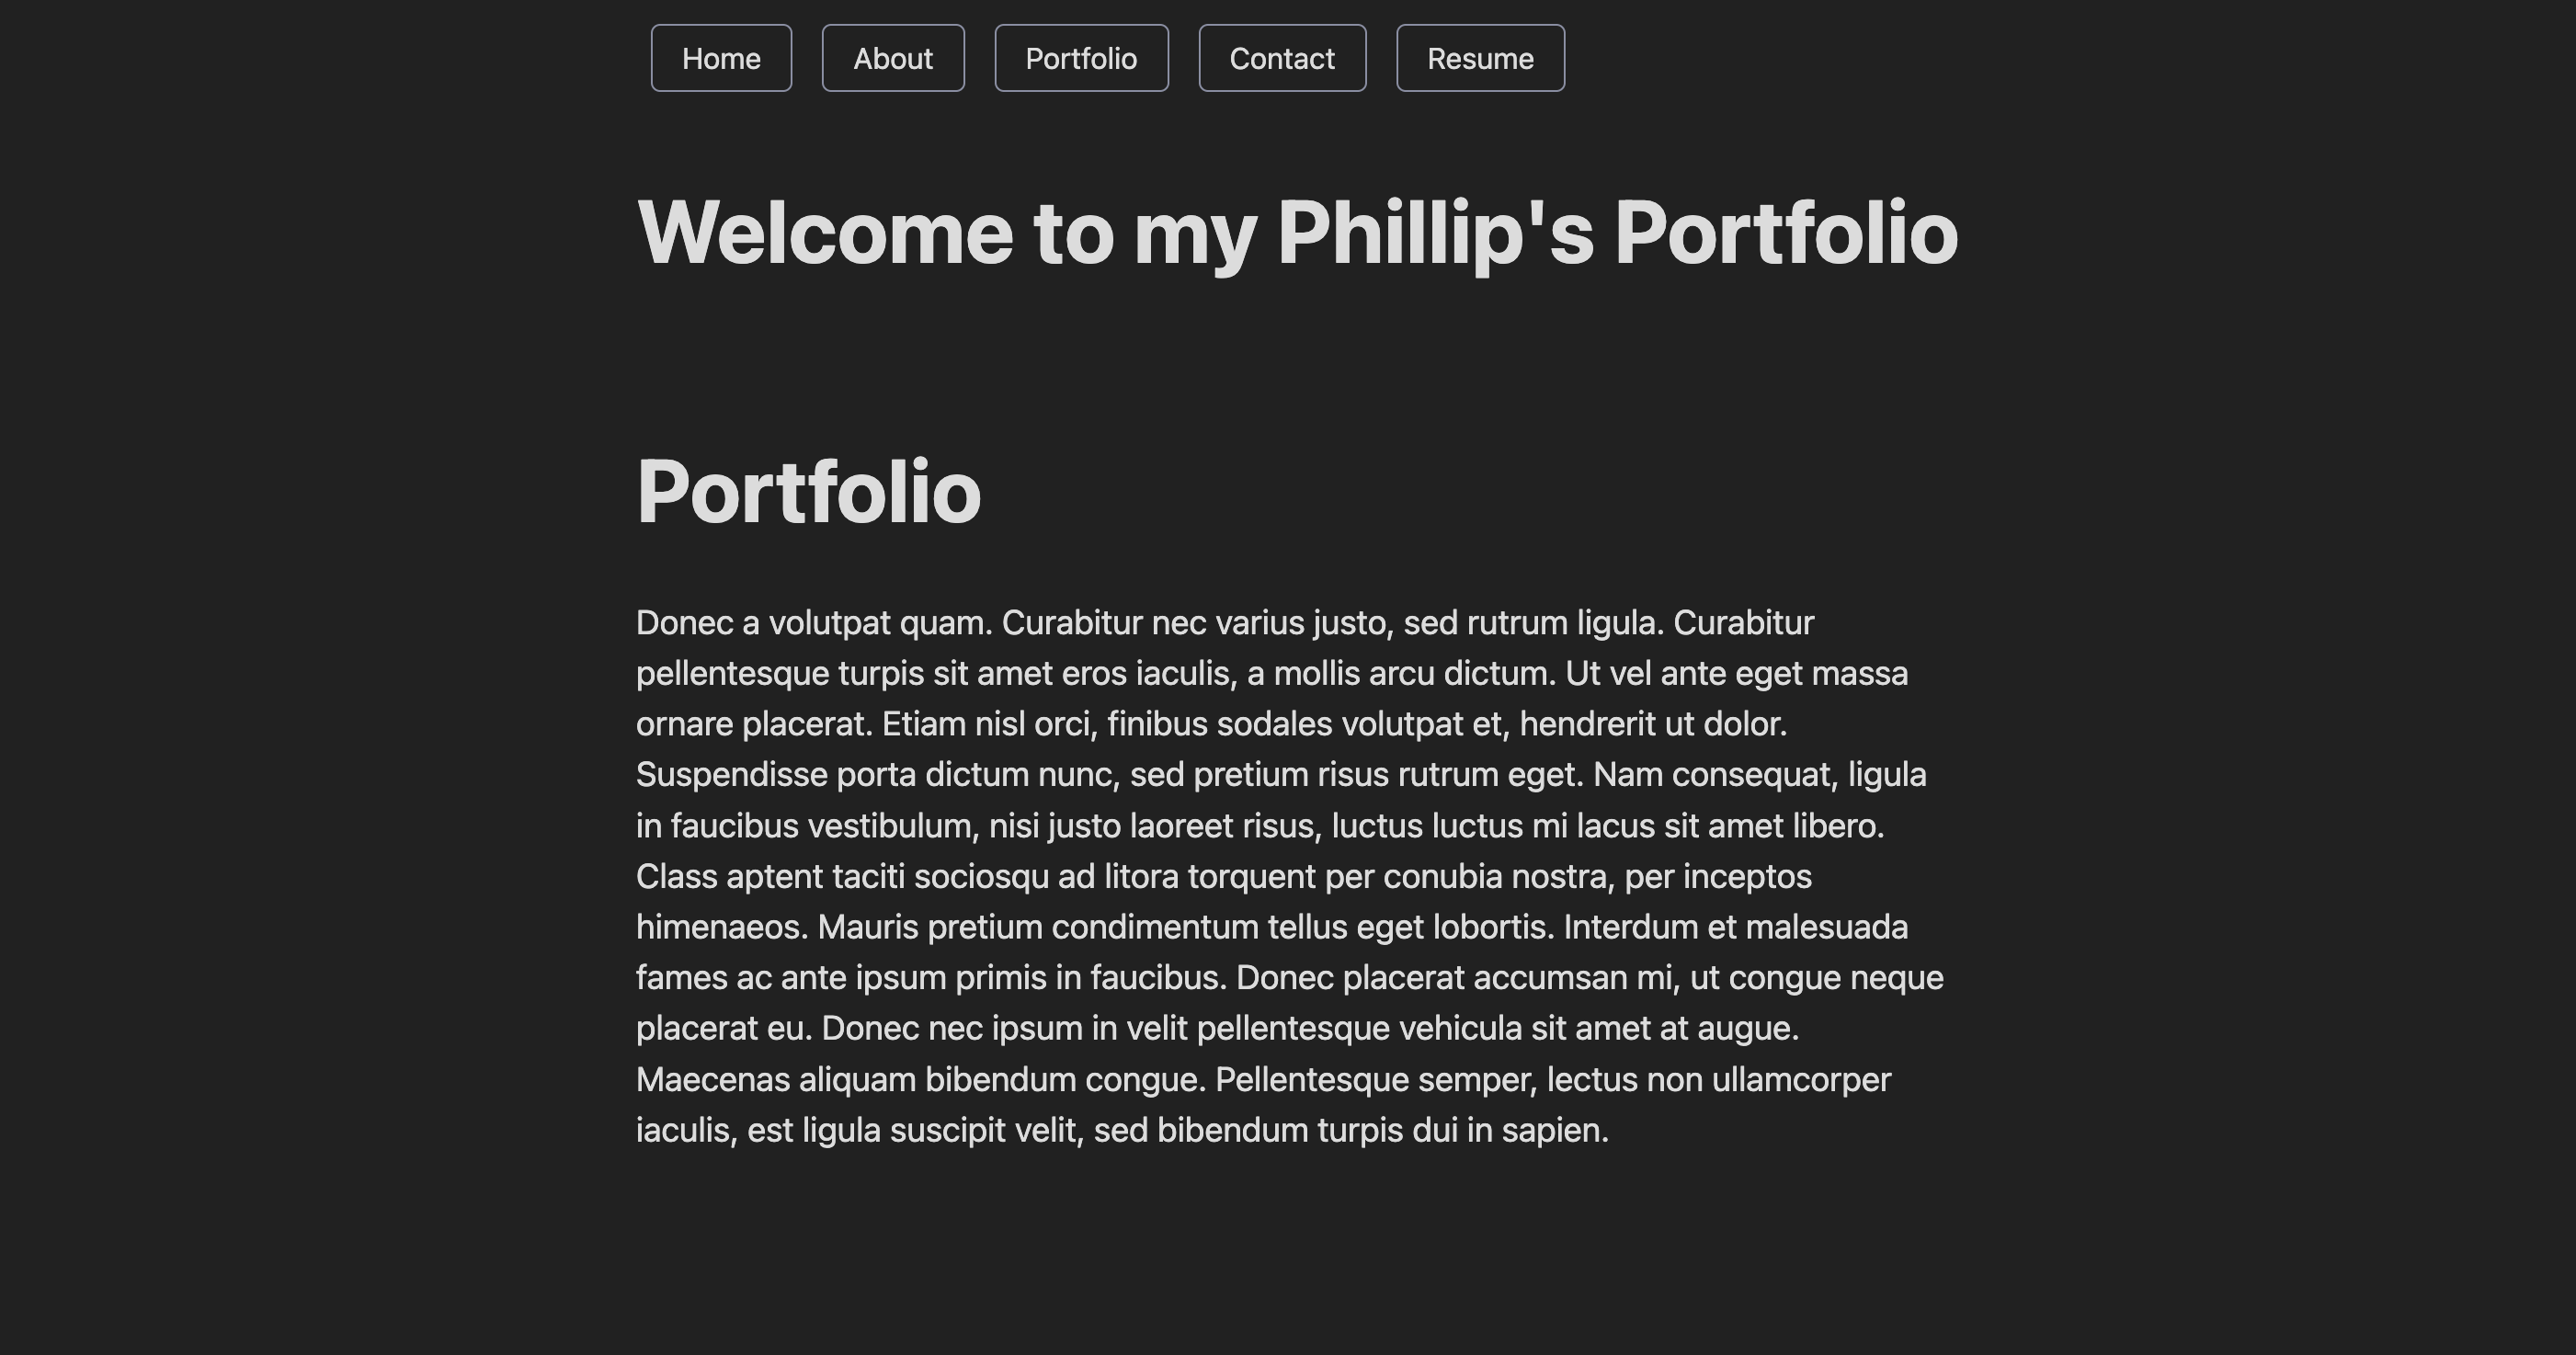 Home About Portfolio Contact Resume
Welcome to my Phillip's Portfolio
Portfolio
Donec a volutpat quam. Curabitur nec varius justo, sed rutrum ligula. Curabitur
pellentesque turpis sit amet eros iaculis, a mollis arcu dictum. Ut vel ante eget massa
ornare placerat. Etiam nisl orci, finibus sodales volutpat et, hendrerit ut dolor.
Suspendisse porta dictum nunc, sed pretium risus rutrum eget. Nam consequat, ligula
in faucibus vestibulum, nisi justo laoreet risus, luctus luctus mi lacus sit amet libero.
Class aptent taciti sociosqu ad litora torquent per conubia nostra, per inceptos
himenaeos. Mauris pretium condimentum tellus eget lobortis. Interdum et malesuada
fames ac ante ipsum primis in faucibus. Donec placerat accumsan mi, ut congue neque
placerat eu. Donec nec ipsum in velit pellentesque vehicula sit amet at augue.
Maecenas aliquam bibendum congue. Pellentesque semper, lectus non ullamcorper
iaculis, est ligula suscipit velit, sed bibendum turpis dui in sapien.